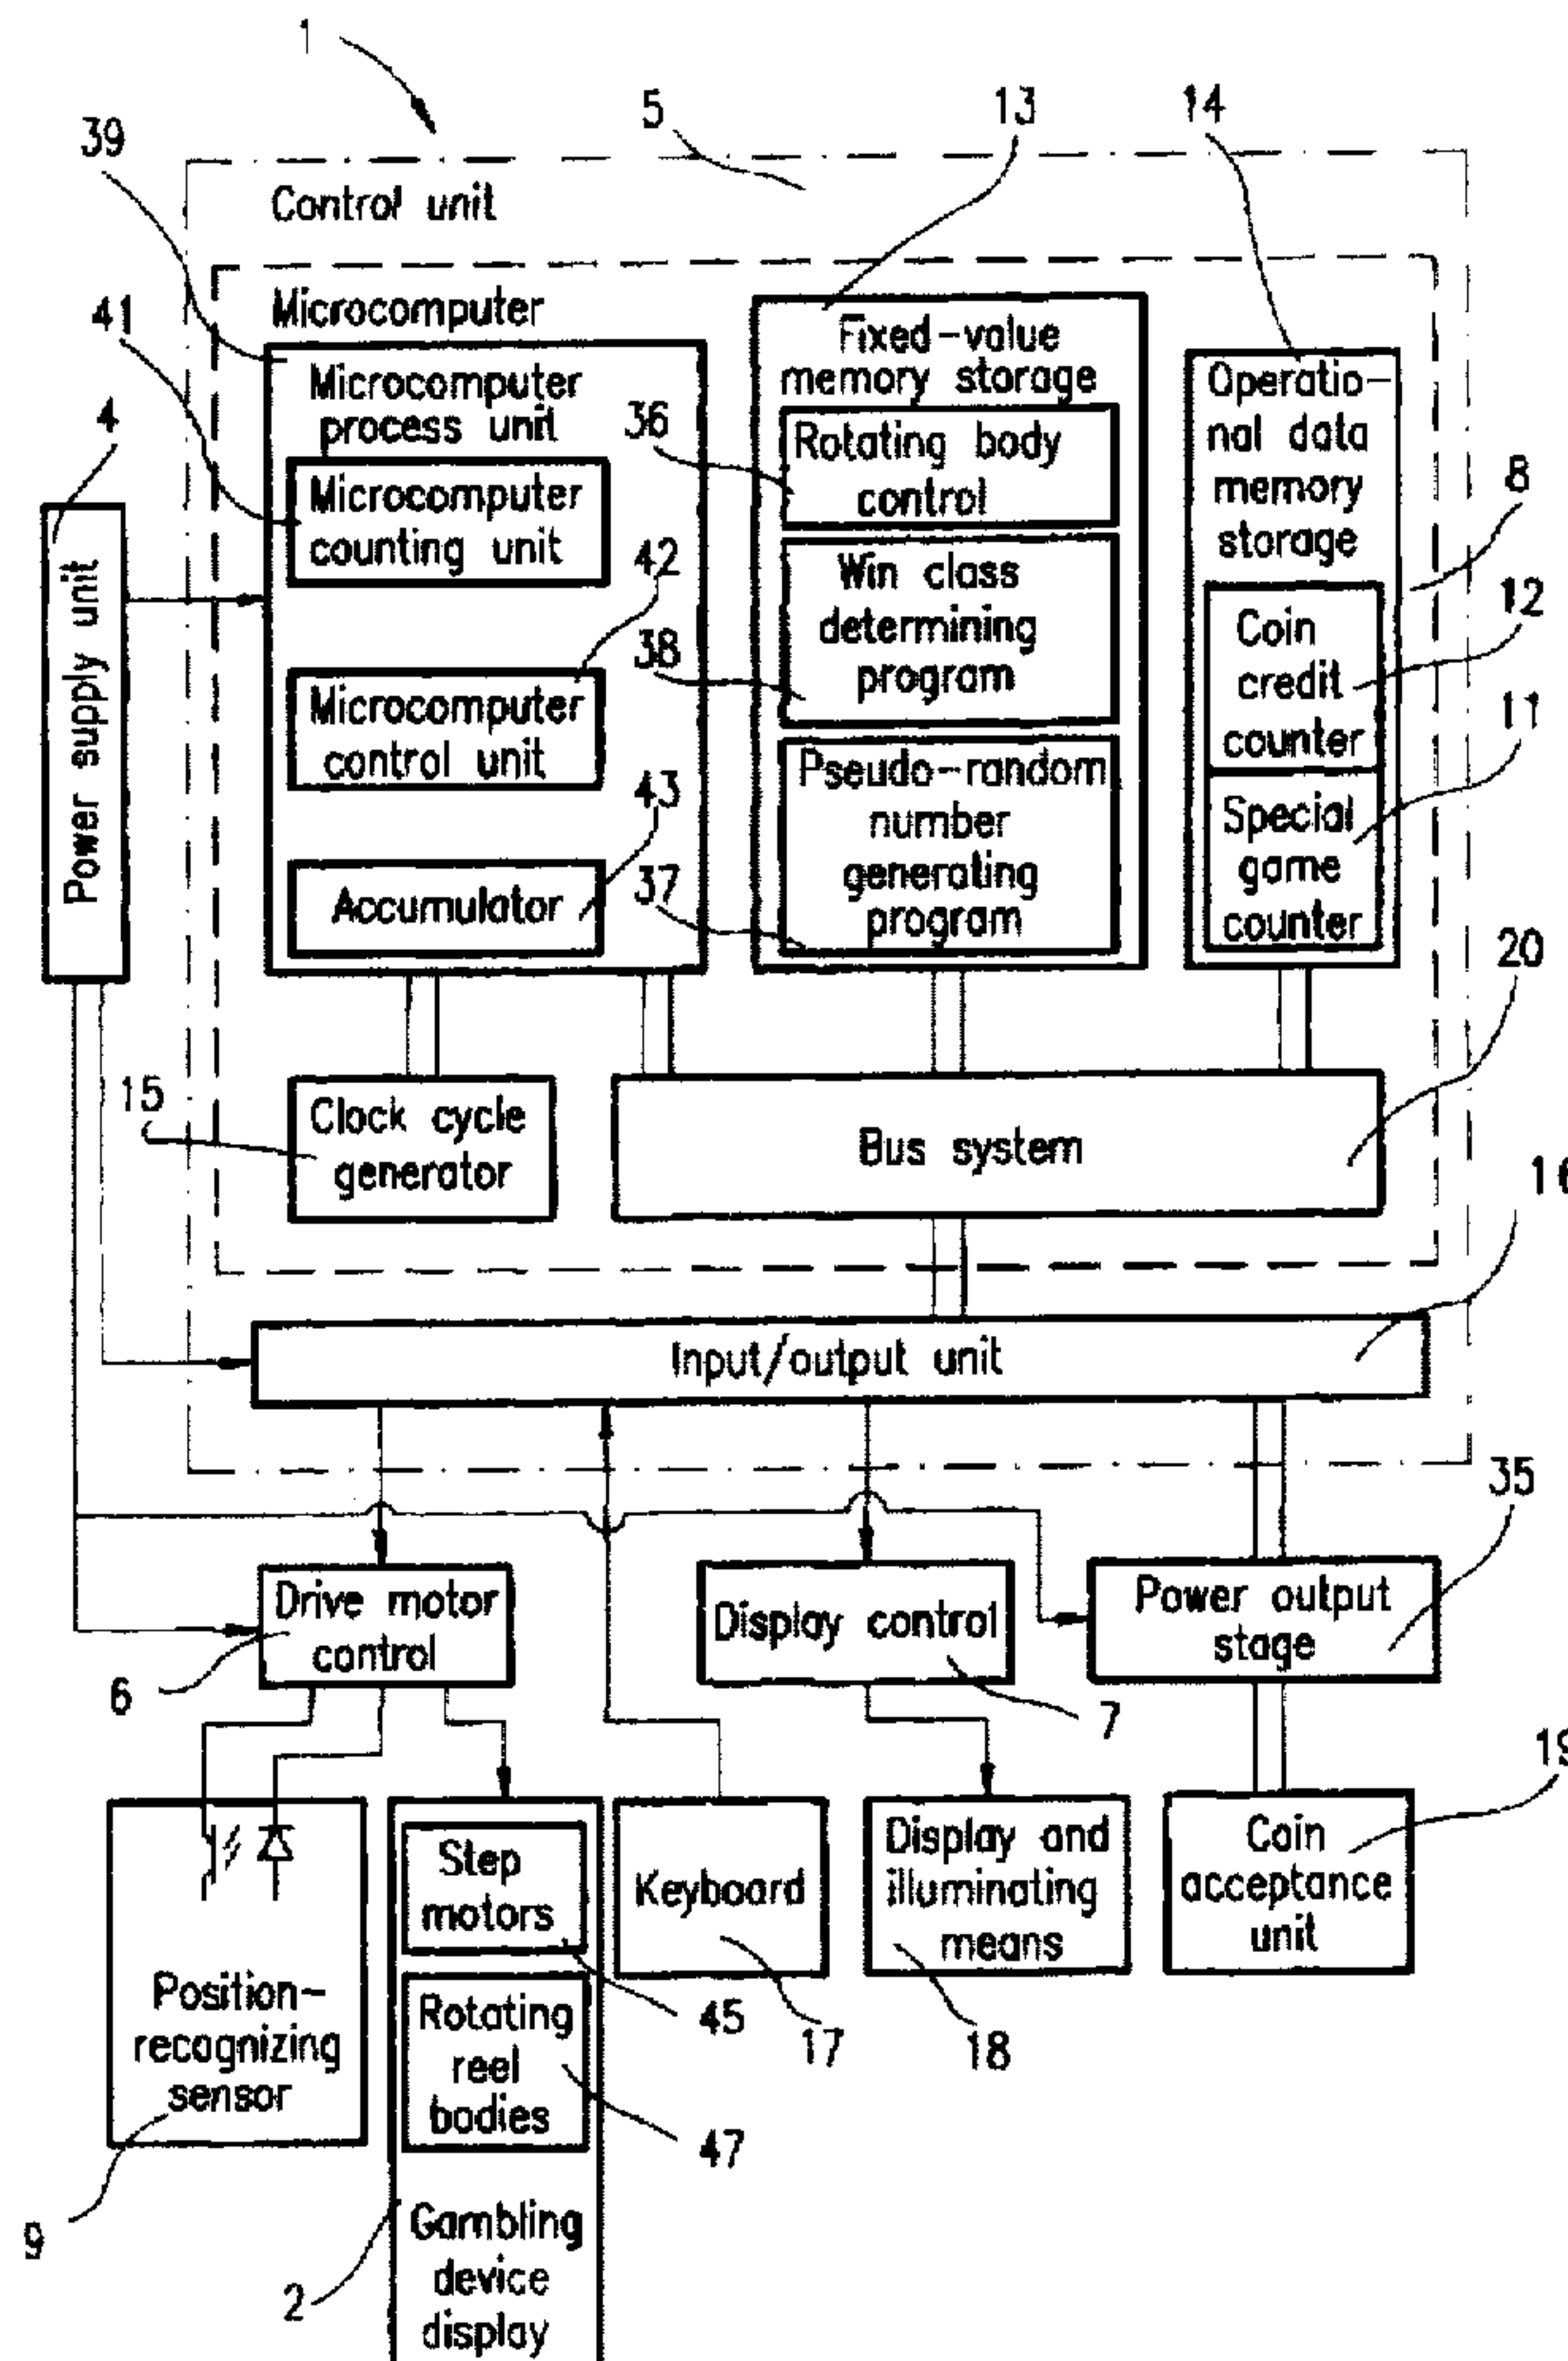 1
5
13
14
39
Control unit
Microcomputer
41
Fixed-value
memory storage
Microcomputer
process unit
Operatio-
nal data
memory
storage
4
36
Rotating body
control
8
Microcomputer
counting unit
42
Win class
determining
program
12
Coin
credit
counter
Power supply unit
38
11
Microcomputer
control unit
43
Pseudo-random
number
generating
program
Special
game
counter
37
Accumulator
20
15
Clock cycle
generator
Bus system
16
Input/output unit
35
Drive motor
control
Display control
Power output
stage
6
7
19
Step
motors
Keyboard
Display and
illuminating
means
Coin
acceptance
unit
Position-
recognizing
sensor
Rotating
reel
bodies
45
17
18
47
9
2
Gambling
device
display